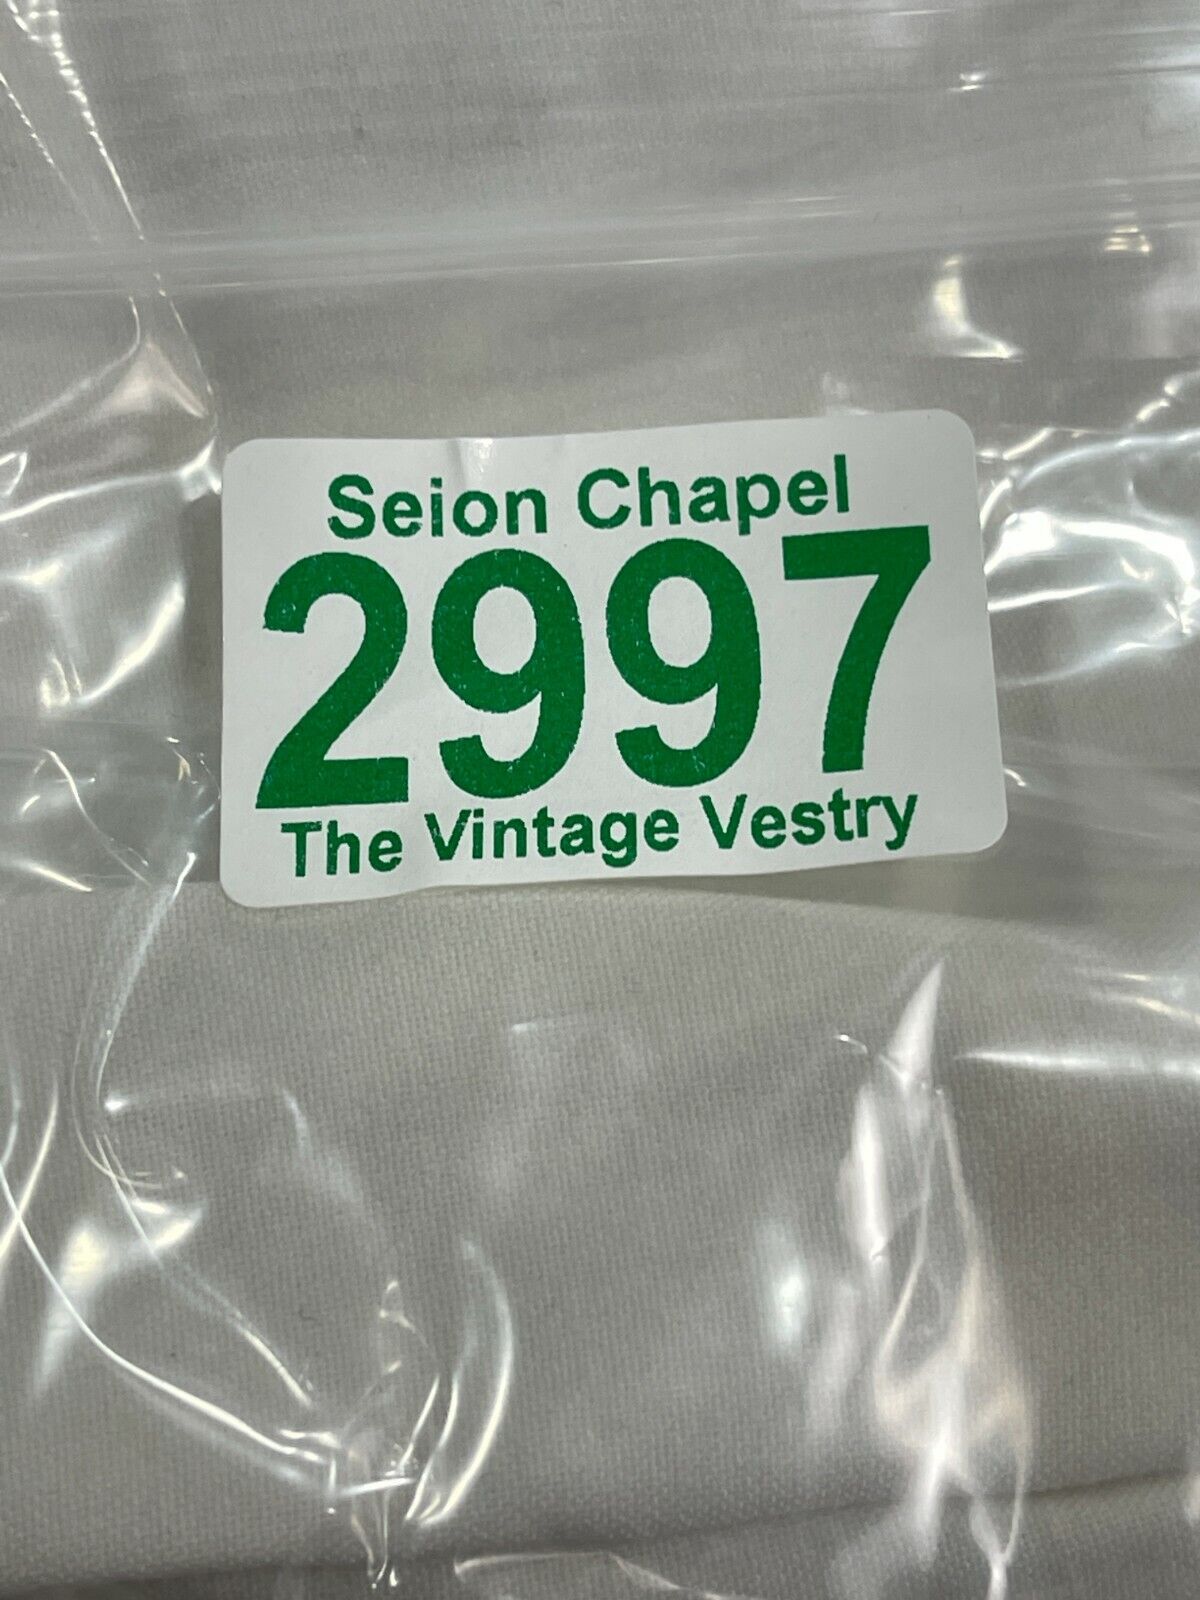 Seion Chapel
2997
The Vintage Vestry